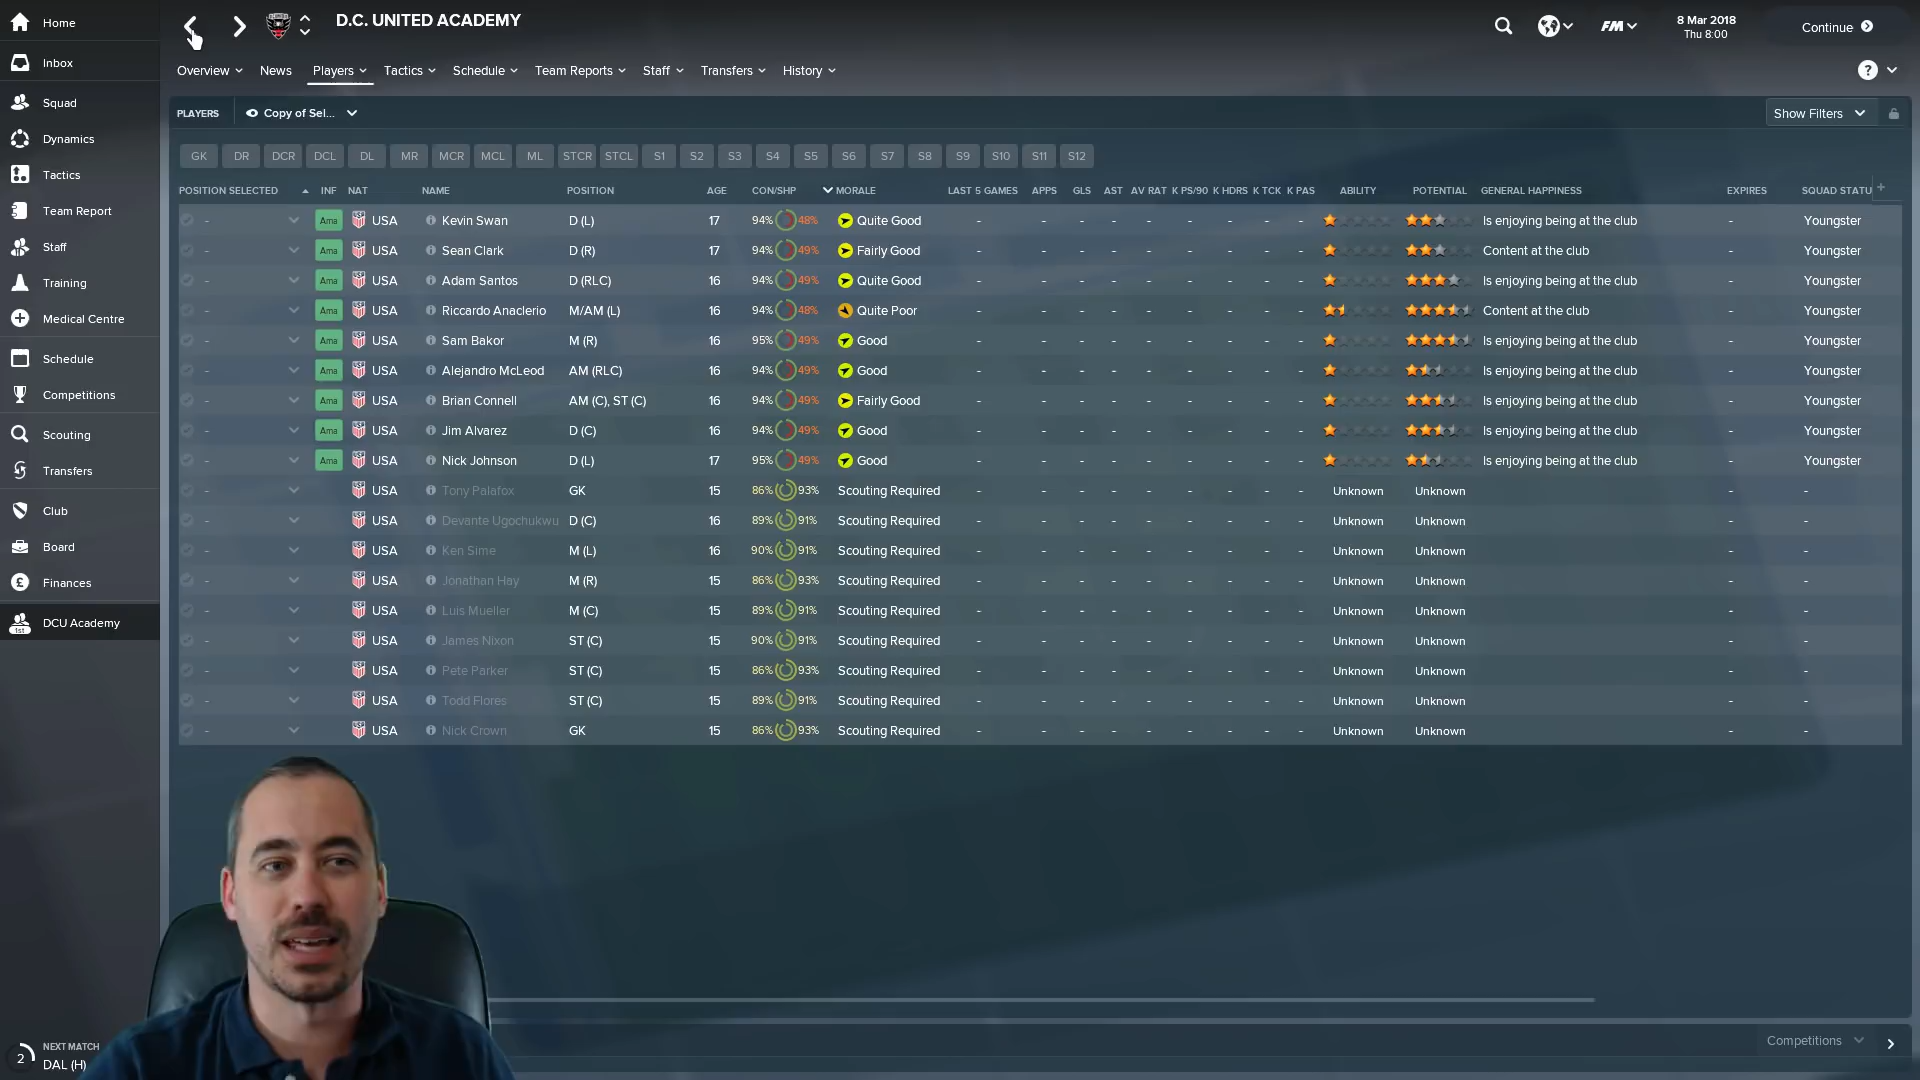 Home
Inbox
Squad
Dynamics
Tactics
Team Report
Staff
Training
Medical Centre
Schedule
Competitions
Scouting
Transfers
Club
Board
Finances
1st DCU Academy
2 NEXT MATCH
DAL (H)
D.C. UNITED ACADEMY
FM
8 Mar 2018
Thu 8:00
Continue
Overview News Players Tactics Schedule Team Reports Staff Transfers History
?
PLAYERS Copy of Sel... Show Filters
GK DR DCR DCL DL MR MCR MCL ML STCR STCL S1 S2 S3 S4 S5 S6 S7 S8 S9 S10 S11 S12
POSITION SELECTED INF NAT NAME POSITION AGE CON/SHP MORALE LAST 5 GAMES APPS GLS AST AV RAT K PS/90 K HDRS K TCK K PAS ABILITY POTENTIAL GENERAL HAPPINESS EXPIRES SQUAD STATU +
- Ama USA Kevin Swan D (L) 17 94% 48% Quite Good - - - - - - - - - Is enjoying being at the club - Youngster
- Ama USA Sean Clark D (R) 17 94% 49% Fairly Good - - - - - - - - - Content at the club - Youngster
- Ama USA Adam Santos D (RLC) 16 94% 49% Quite Good - - - - - - - - - Is enjoying being at the club - Youngster
- Ama USA Riccardo Anaclerio M/AM (L) 16 94% 48% Quite Poor - - - - - - - - - Content at the club - Youngster
- Ama USA Sam Bakor M (R) 16 95% 49% Good - - - - - - - - - Is enjoying being at the club - Youngster
- Ama USA Alejandro McLeod AM (RLC) 16 94% 49% Good - - - - - - - - - Is enjoying being at the club - Youngster
- Ama USA Brian Connell AM (C), ST (C) 16 94% 49% Fairly Good - - - - - - - - - Is enjoying being at the club - Youngster
- Ama USA Jim Alvarez D (C) 16 94% 49% Good - - - - - - - - - Is enjoying being at the club - Youngster
- Ama USA Nick Johnson D (L) 17 95% 49% Good - - - - - - - - - Is enjoying being at the club - Youngster
- USA Tony Palafox GK 15 86% 93% Scouting Required - - - - - - - - - Unknown Unknown - -
- USA Devante Ugochukwu D (C) 16 89% 91% Scouting Required - - - - - - - - - Unknown Unknown - -
- USA Ken Sime M (L) 16 90% 91% Scouting Required - - - - - - - - - Unknown Unknown - -
- USA Jonathan Hay M (R) 15 86% 93% Scouting Required - - - - - - - - - Unknown Unknown - -
- USA Luis Mueller M (C) 15 89% 91% Scouting Required - - - - - - - - - Unknown Unknown - -
- USA James Nixon ST (C) 15 90% 91% Scouting Required - - - - - - - - - Unknown Unknown - -
- USA Pete Parker ST (C) 15 86% 93% Scouting Required - - - - - - - - - Unknown Unknown - -
- USA Todd Flores ST (C) 15 89% 91% Scouting Required - - - - - - - - - Unknown Unknown - -
- USA Nick Crown GK 15 86% 93% Scouting Required - - - - - - - - - Unknown Unknown - -
Competitions